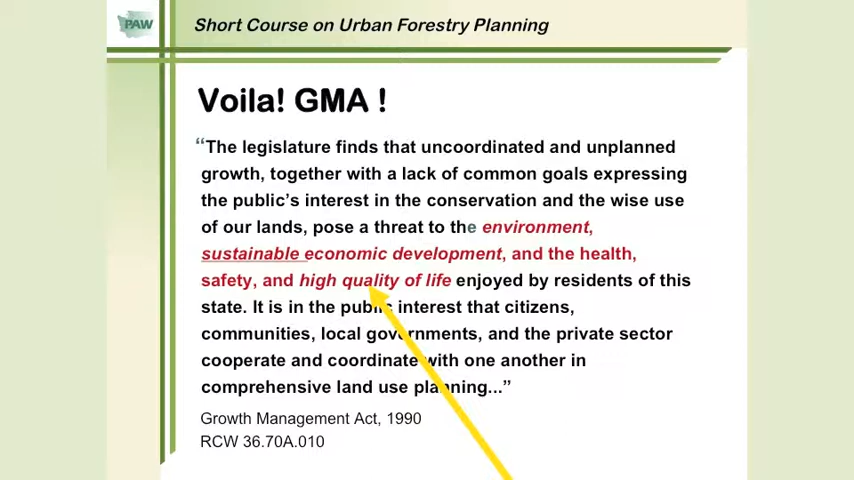 PAW
Short Course on Urban Forestry Planning
Voila! GMA !
“The legislature finds that uncoordinated and unplanned
growth, together with a lack of common goals expressing
the public’s interest in the conservation and the wise use
of our lands, pose a threat to the environment,
sustainable economic development, and the health,
safety, and high quality of life enjoyed by residents of this
state. It is in the public interest that citizens,
communities, local governments, and the private sector
cooperate and coordinate with one another in
comprehensive land use planning...”
Growth Management Act, 1990
RCW 36.70A.010